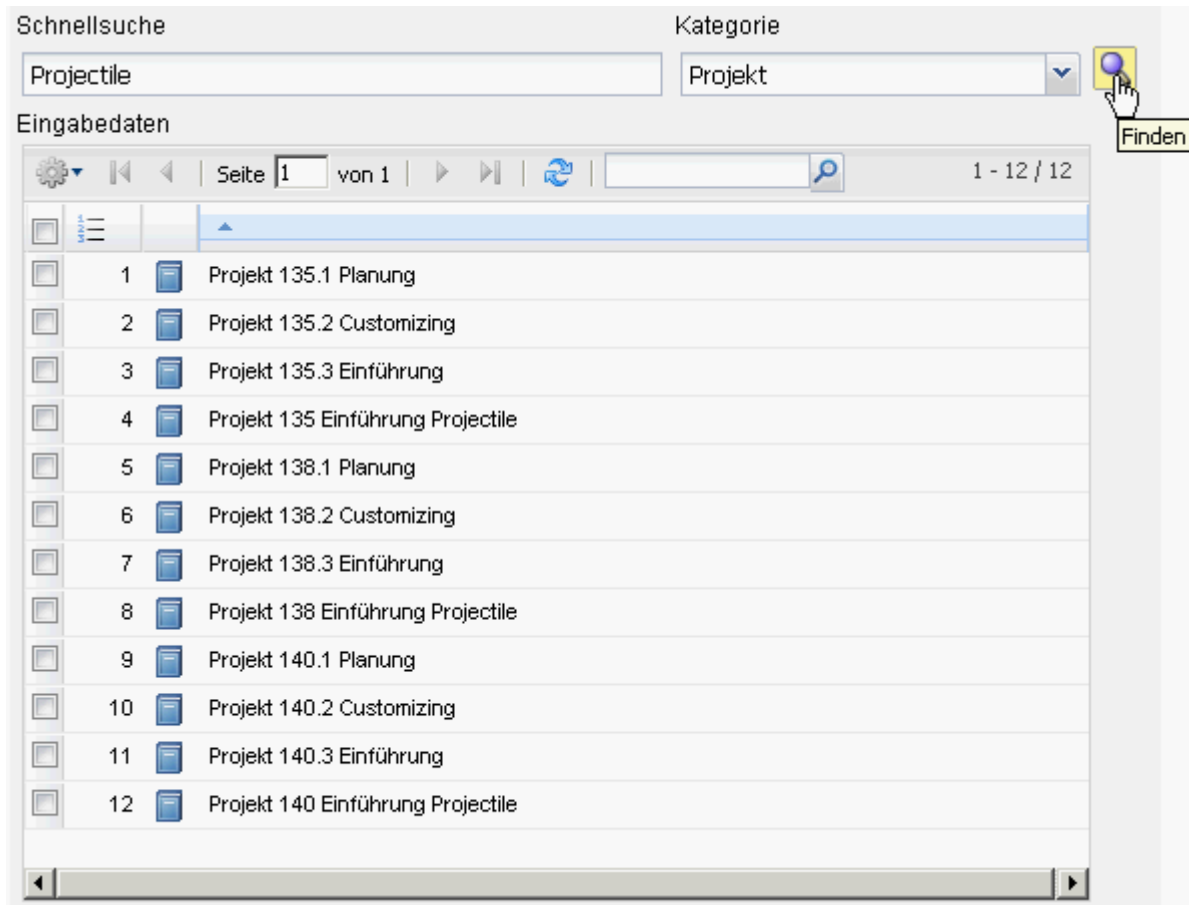 Schnellsuche Kategorie
Projectile Projekt
Finden
Eingabedaten
Seite 1 von 1 1 - 12 / 12
1 Projekt 135.1 Planung
2 Projekt 135.2 Customizing
3 Projekt 135.3 Einführung
4 Projekt 135 Einführung Projectile
5 Projekt 138.1 Planung
6 Projekt 138.2 Customizing
7 Projekt 138.3 Einführung
8 Projekt 138 Einführung Projectile
9 Projekt 140.1 Planung
10 Projekt 140.2 Customizing
11 Projekt 140.3 Einführung
12 Projekt 140 Einführung Projectile